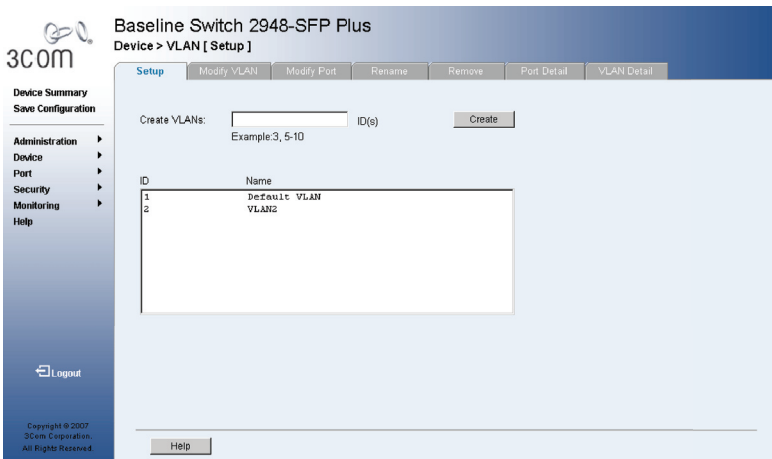 3COM
Baseline Switch 2948-SFP Plus
Device > VLAN [ Setup ]
Setup Modify VLAN Modify Port Rename Remove Port Detail VLAN Detail
Device Summary
Save Configuration
Administration
Device
Port
Security
Monitoring
Help
Logout
Copyright © 2007
3Com Corporation.
All Rights Reserved.
Create VLANs: ID(s) Create
Example:3, 5-10
ID Name
1 Default VLAN
2 VLAN2
Help